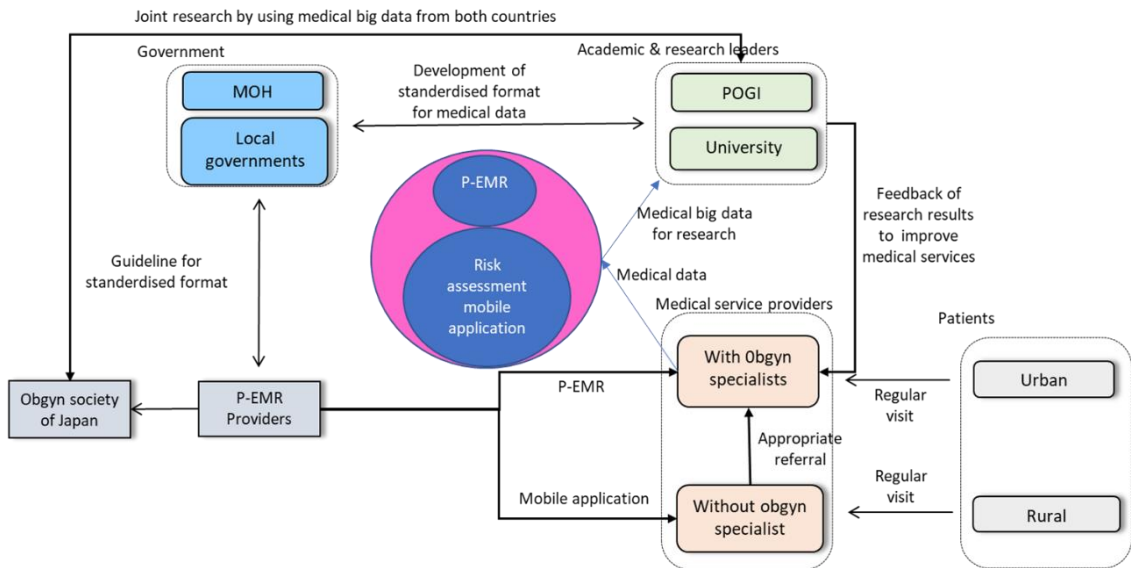 Joint research by using medical big data from both countries
Government
Academic & research leaders
MOH
Local
governments
Development of
standerdised format
for medical data
POGI
University
P-EMR
Risk
assessment
mobile
application
Medical big data
for research
Medical data
Feedback of
research results
to improve
medical services
Guideline for
standerdised format
Medical service providers
Patients
With Obgyn
specialists
Urban
P-EMR
Regular
visit
Obgyn society
of Japan
P-EMR
Providers
Appropriate
referral
Mobile application
Without obgyn
specialist
Regular
visit
Rural